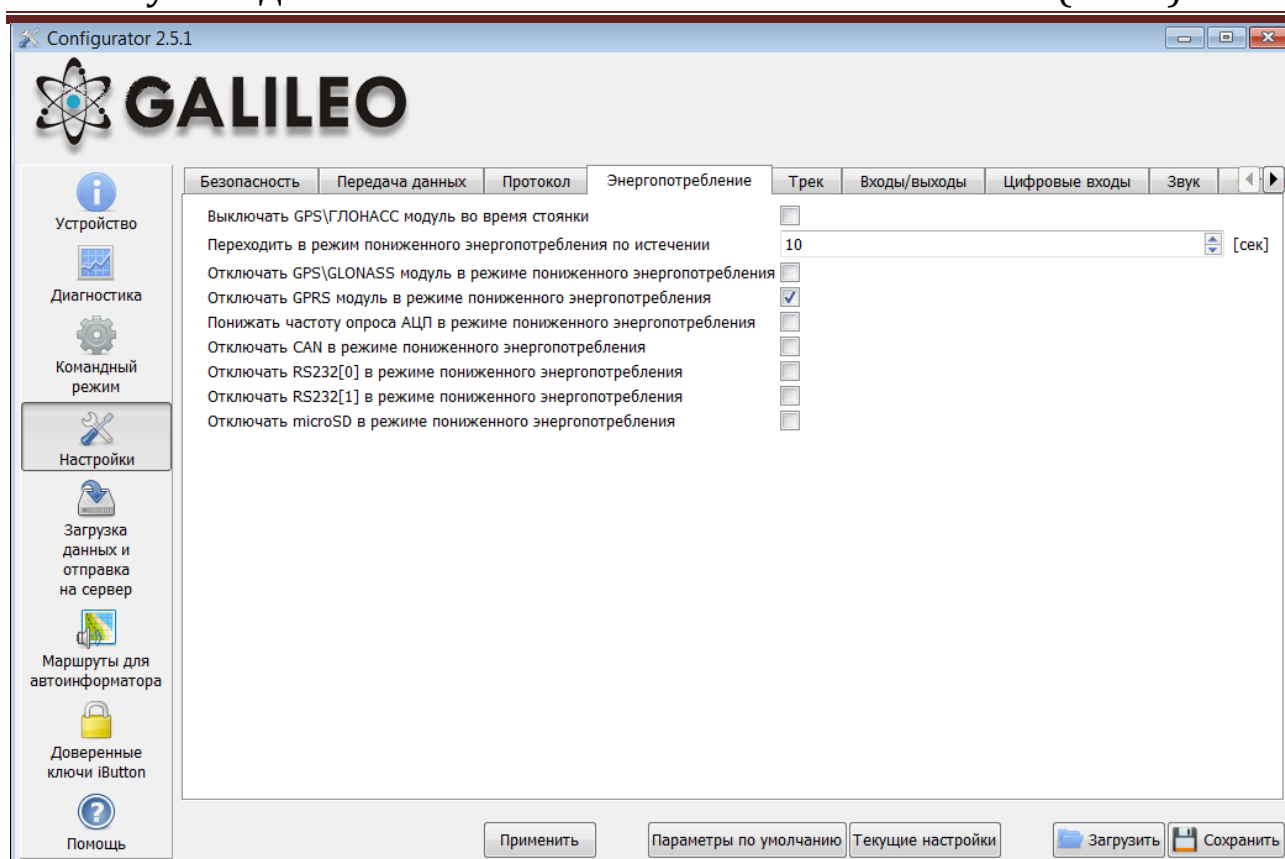 Configurator 2.5.1
GALILEO
Устройство
Диагностика
Командный
режим
Настройки
Загрузка
данных и
отправка
на сервер
Маршруты для
автоинформатора
Доверенные
ключи iButton
Помощь
Безопасность Передача данных Протокол Энергопотребление Трек Входы/выходы Цифровые входы Звук
Выключать GPS\ГЛОНАСС модуль во время стоянки
Переходить в режим пониженного энергопотребления по истечении 10 [сек]
Отключать GPS\GLONASS модуль в режиме пониженного энергопотребления
Отключать GPRS модуль в режиме пониженного энергопотребления
Понижать частоту опроса АЦП в режиме пониженного энергопотребления
Отключать CAN в режиме пониженного энергопотребления
Отключать RS232[0] в режиме пониженного энергопотребления
Отключать RS232[1] в режиме пониженного энергопотребления
Отключать microSD в режиме пониженного энергопотребления
Применить Параметры по умолчанию Текущие настройки Загрузить Сохранить